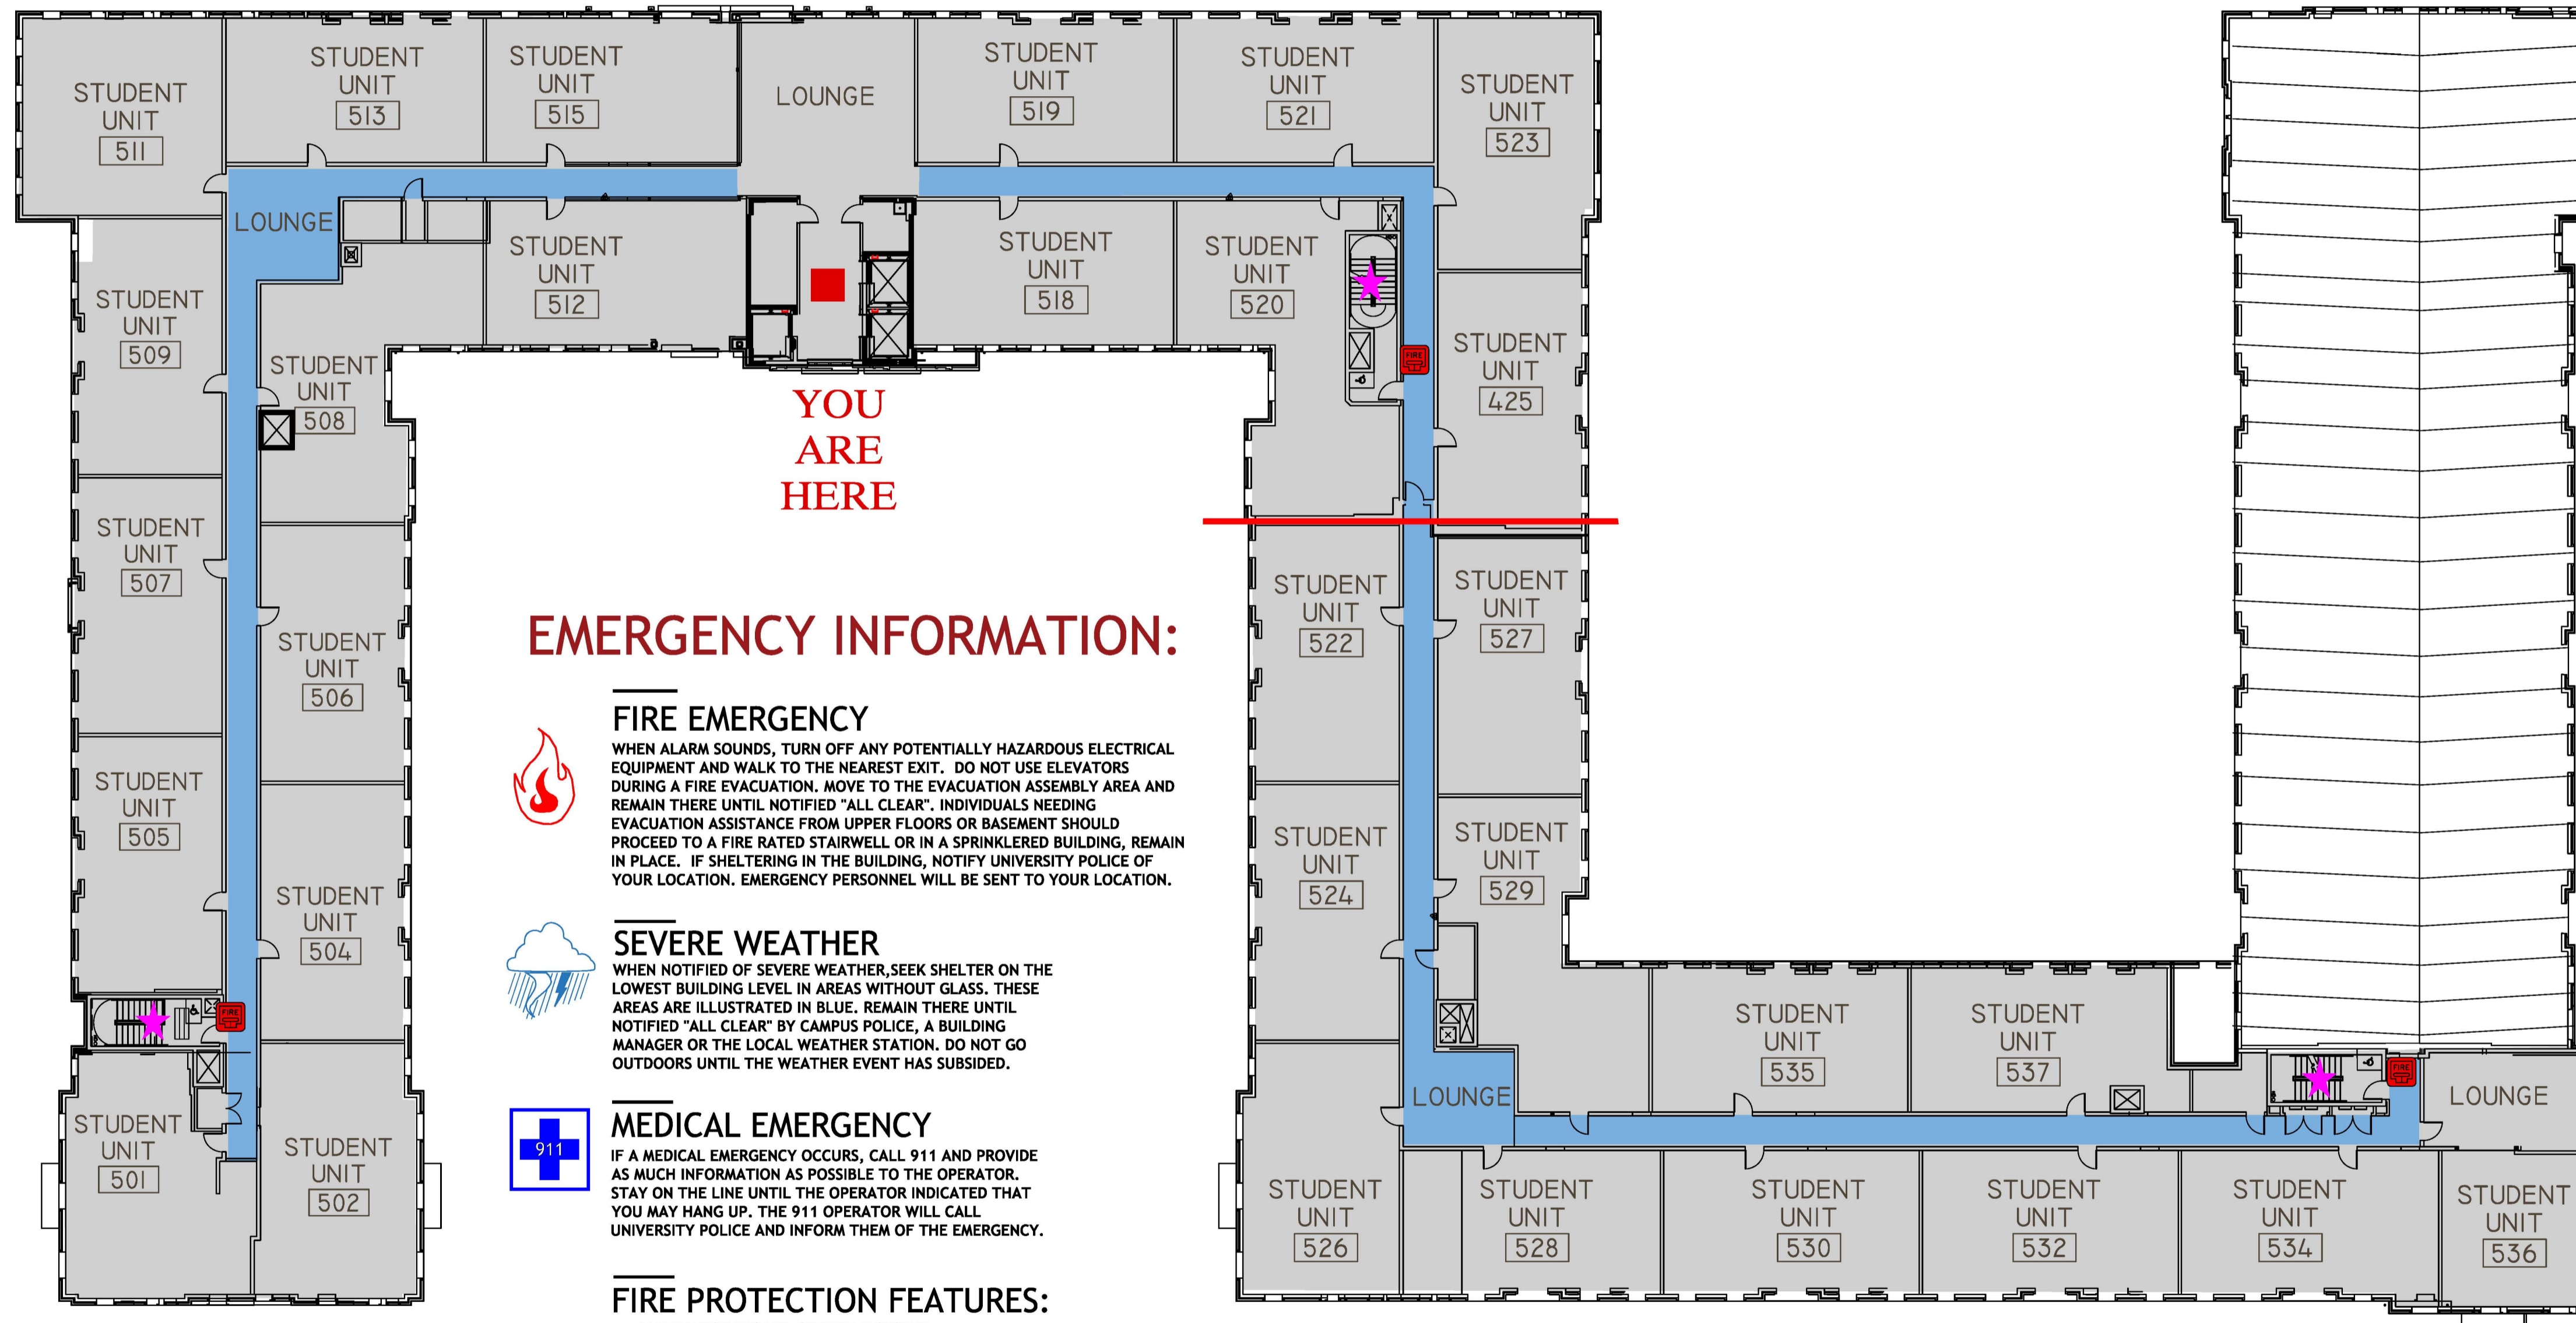 STUDENT
UNIT
511
STUDENT
UNIT
513
STUDENT
UNIT
515
LOUNGE
STUDENT
UNIT
519
STUDENT
UNIT
521
STUDENT
UNIT
523
LOUNGE
STUDENT
UNIT
509
STUDENT
UNIT
512
STUDENT
UNIT
518
STUDENT
UNIT
520
STUDENT
UNIT
508
FIRE
STUDENT
UNIT
425
YOU
ARE
HERE
STUDENT
UNIT
507
STUDENT
UNIT
506
STUDENT
UNIT
522
STUDENT
UNIT
527
STUDENT
UNIT
505
STUDENT
UNIT
504
STUDENT
UNIT
524
STUDENT
UNIT
529
FIRE
STUDENT
UNIT
501
STUDENT
UNIT
502
EMERGENCY INFORMATION:
FIRE EMERGENCY
WHEN ALARM SOUNDS, TURN OFF ANY POTENTIALLY HAZARDOUS ELECTRICAL
EQUIPMENT AND WALK TO THE NEAREST EXIT. DO NOT USE ELEVATORS
DURING A FIRE EVACUATION. MOVE TO THE EVACUATION ASSEMBLY AREA AND
REMAIN THERE UNTIL NOTIFIED "ALL CLEAR". INDIVIDUALS NEEDING
EVACUATION ASSISTANCE FROM UPPER FLOORS OR BASEMENT SHOULD
PROCEED TO A FIRE RATED STAIRWELL OR IN A SPRINKLERED BUILDING, REMAIN
IN PLACE. IF SHELTERING IN THE BUILDING, NOTIFY UNIVERSITY POLICE OF
YOUR LOCATION. EMERGENCY PERSONNEL WILL BE SENT TO YOUR LOCATION.
SEVERE WEATHER
WHEN NOTIFIED OF SEVERE WEATHER,SEEK SHELTER ON THE
LOWEST BUILDING LEVEL IN AREAS WITHOUT GLASS. THESE
AREAS ARE ILLUSTRATED IN BLUE. REMAIN THERE UNTIL
NOTIFIED "ALL CLEAR" BY CAMPUS POLICE, A BUILDING
MANAGER OR THE LOCAL WEATHER STATION. DO NOT GO
OUTDOORS UNTIL THE WEATHER EVENT HAS SUBSIDED.
911
MEDICAL EMERGENCY
IF A MEDICAL EMERGENCY OCCURS, CALL 911 AND PROVIDE
AS MUCH INFORMATION AS POSSIBLE TO THE OPERATOR.
STAY ON THE LINE UNTIL THE OPERATOR INDICATED THAT
YOU MAY HANG UP. THE 911 OPERATOR WILL CALL
UNIVERSITY POLICE AND INFORM THEM OF THE EMERGENCY.
FIRE PROTECTION FEATURES:
LOUNGE
STUDENT
UNIT
535
STUDENT
UNIT
537
FIRE
LOUNGE
STUDENT
UNIT
526
STUDENT
UNIT
528
STUDENT
UNIT
530
STUDENT
UNIT
532
STUDENT
UNIT
534
STUDENT
UNIT
536